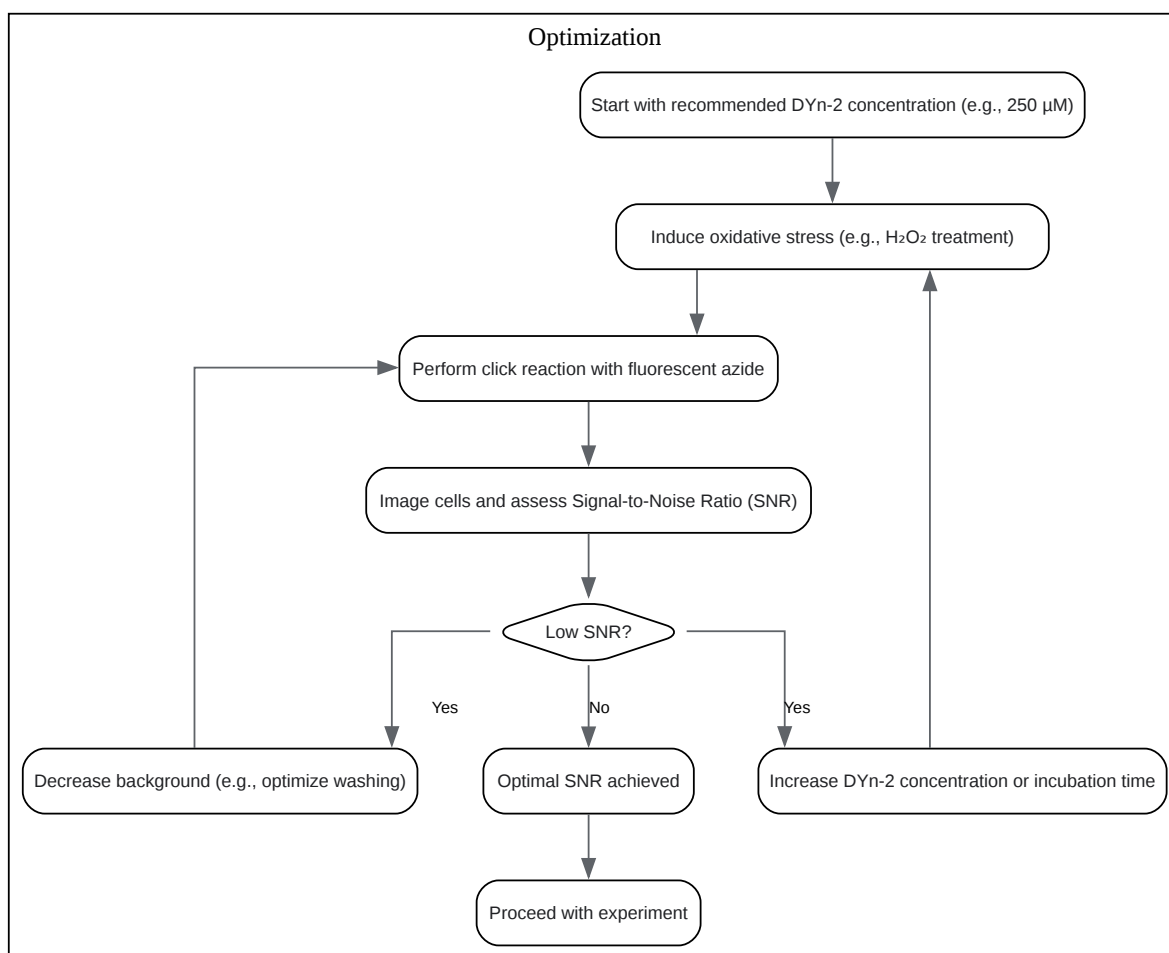 Optimization
Start with recommended DYn-2 concentration (e.g., 250 µM)
Induce oxidative stress (e.g., H₂O₂ treatment)
Perform click reaction with fluorescent azide
Image cells and assess Signal-to-Noise Ratio (SNR)
Low SNR?
Yes
No
Yes
Decrease background (e.g., optimize washing)
Optimal SNR achieved
Increase DYn-2 concentration or incubation time
Proceed with experiment